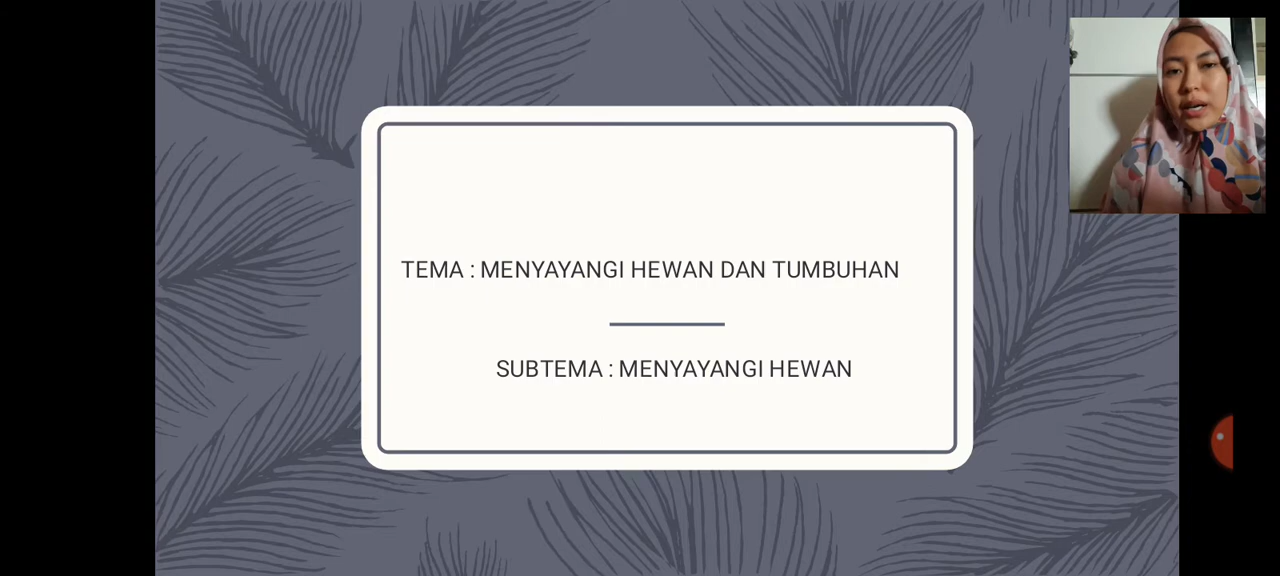 TEMA : MENYAYANGI HEWAN DAN TUMBUHAN
SUBTEMA : MENYAYANGI HEWAN